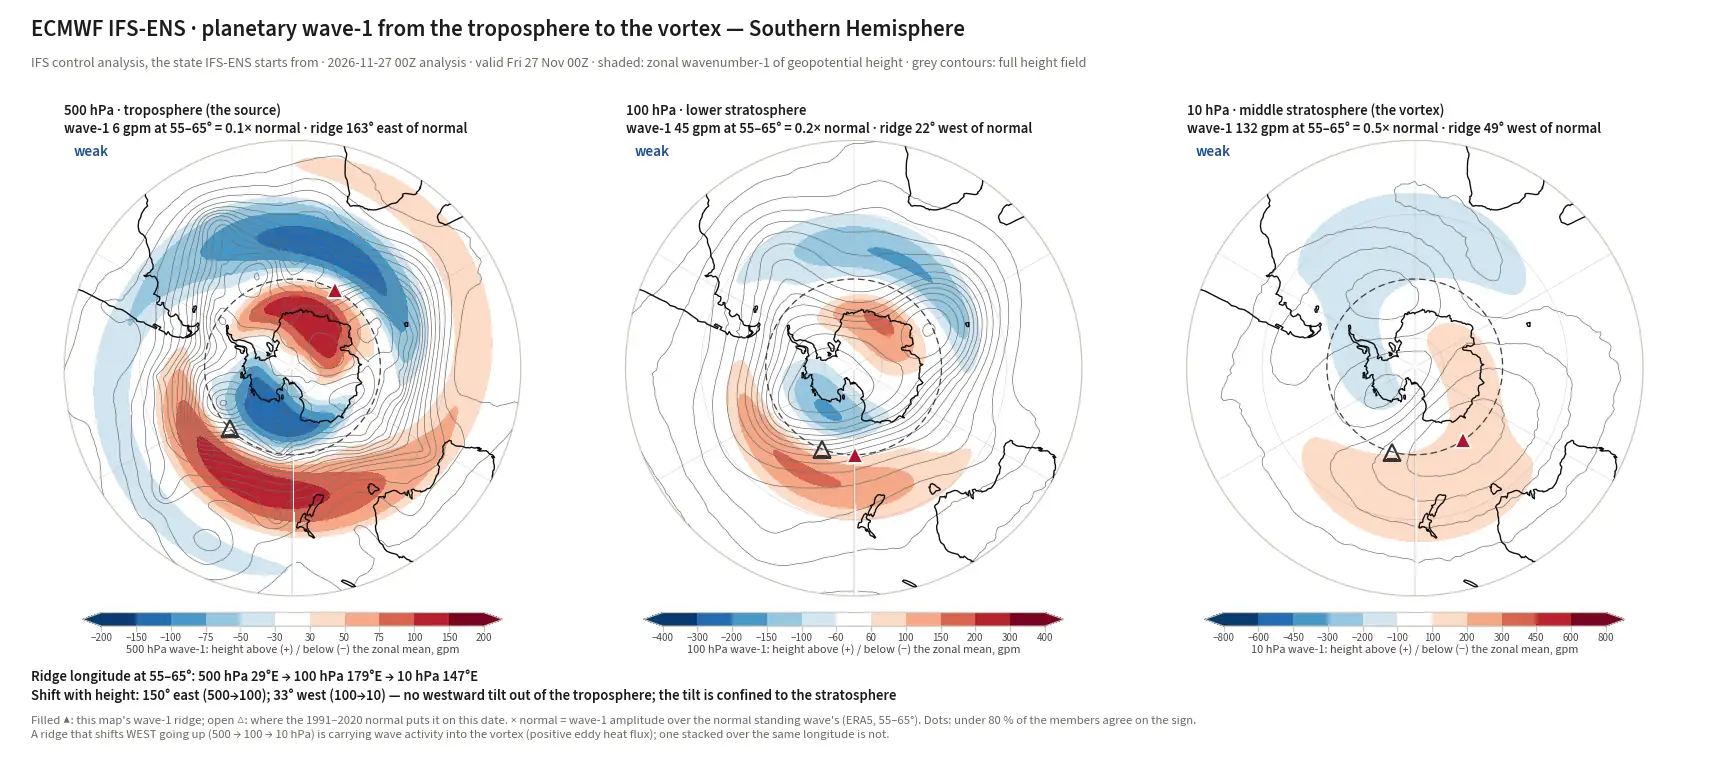 ECMWF IFS-ENS · planetary wave-1 from the troposphere to the vortex — Southern Hemisphere
IFS control analysis, the state IFS-ENS starts from · 2026-11-27 00Z analysis · valid Fri 27 Nov 00Z · shaded: zonal wavenumber-1 of geopotential height · grey contours: full height field
500 hPa · troposphere (the source)
wave-1 6 gpm at 55–65° = 0.1× normal · ridge 163° east of normal
weak
100 hPa · lower stratosphere
wave-1 45 gpm at 55–65° = 0.2× normal · ridge 22° west of normal
weak
10 hPa · middle stratosphere (the vortex)
wave-1 132 gpm at 55–65° = 0.5× normal · ridge 49° west of normal
weak
−200 −150 −100 −75 −50 −30 30 50 75 100 150 200
500 hPa wave-1: height above (+) / below (−) the zonal mean, gpm
−400 −300 −200 −150 −100 −60 60 100 150 200 300 400
100 hPa wave-1: height above (+) / below (−) the zonal mean, gpm
−800 −600 −450 −300 −200 −100 100 200 300 450 600 800
10 hPa wave-1: height above (+) / below (−) the zonal mean, gpm
Ridge longitude at 55–65°: 500 hPa 29°E → 100 hPa 179°E → 10 hPa 147°E
Shift with height: 150° east (500→100); 33° west (100→10) — no westward tilt out of the troposphere; the tilt is confined to the stratosphere
Filled ▲: this map's wave-1 ridge; open △: where the 1991–2020 normal puts it on this date. × normal = wave-1 amplitude over the normal standing wave's (ERA5, 55–65°). Dots: under 80 % of the members agree on the sign.
A ridge that shifts WEST going up (500 → 100 → 10 hPa) is carrying wave activity into the vortex (positive eddy heat flux); one stacked over the same longitude is not.